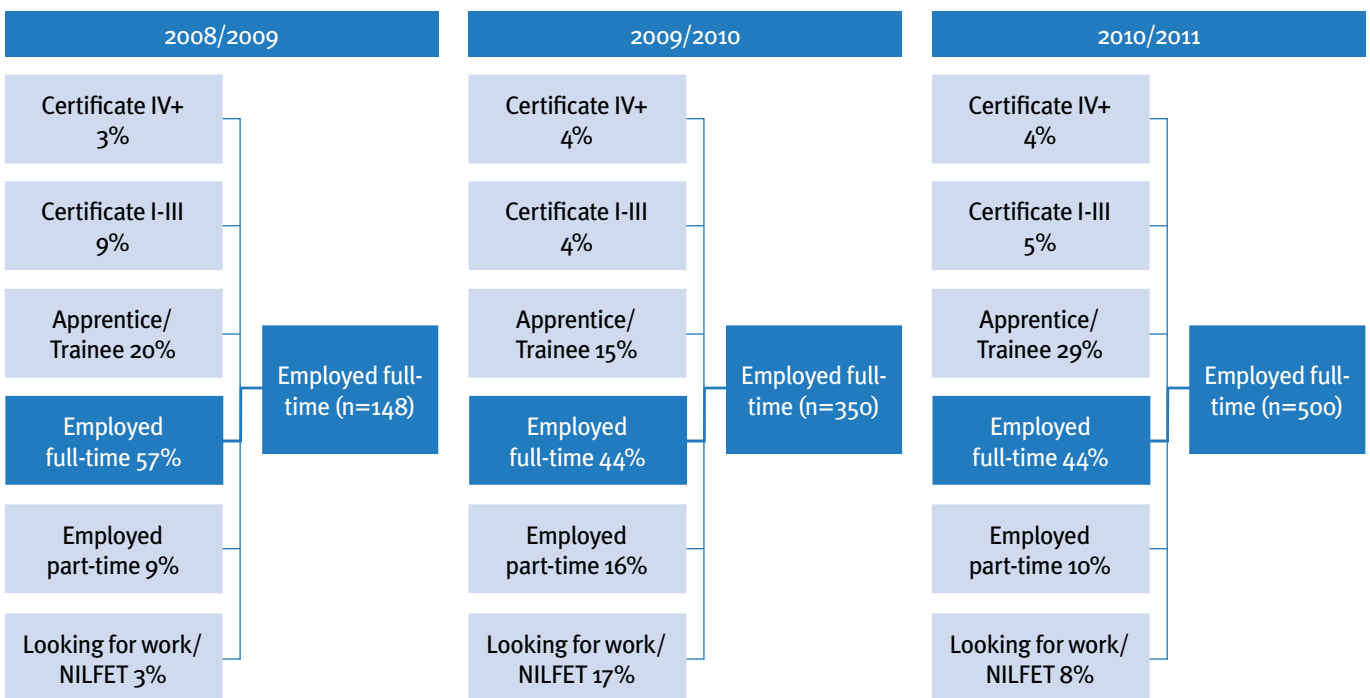 2008/2009
Certificate IV+
3%
Certificate I-III
9%
Apprentice/
Trainee 20%
Employed
full-time 57%
Employed
part-time 9%
Looking for work/
NILFET 3%
Employed full-
time (n=148)
2009/2010
Certificate IV+
4%
Certificate I-III
4%
Apprentice/
Trainee 15%
Employed
full-time 44%
Employed
part-time 16%
Looking for work/
NILFET 17%
Employed full-
time (n=350)
2010/2011
Certificate IV+
4%
Certificate I-III
5%
Apprentice/
Trainee 29%
Employed
full-time 44%
Employed
part-time 10%
Looking for work/
NILFET 8%
Employed full-
time (n=500)